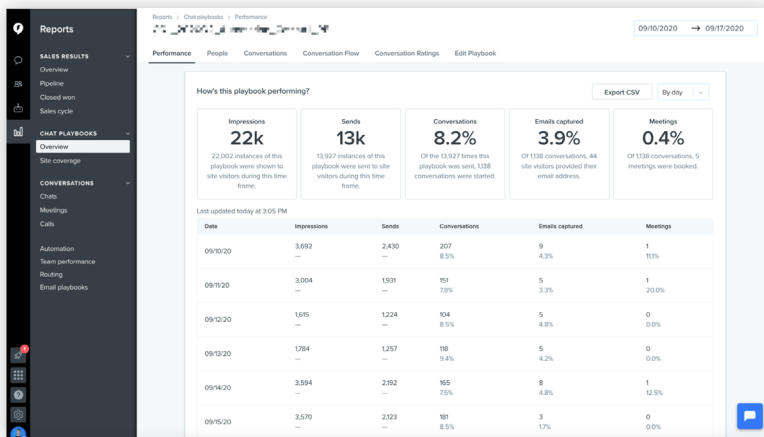 Reports
SALES RESULTS
Overview
Pipeline
Closed won
Sales cycle
CHAT PLAYBOOKS
Overview
Site coverage
CONVERSATIONS
Chats
Meetings
Calls
Automation
Team performance
Routing
Email playbooks
1
Reports > Chat playbooks > Performance
09/10/2020 → 09/17/2020
Performance People Conversations Conversation Flow Conversation Ratings Edit Playbook
How's this playbook performing?
Export CSV
By day
Impressions
22k
22,002 instances of this
playbook were shown to
site visitors during this time
frame.
Sends
13k
13,927 instances of this
playbook were sent to site
visitors during this time
frame.
Conversations
8.2%
Of the 13,927 times this
playbook was sent, 1,138
conversations were started.
Emails captured
3.9%
Of 1,138 conversations, 44
site visitors provided their
email address.
Meetings
0.4%
Of 1,138 conversations, 5
meetings were booked.
Last updated today at 3:05 PM
Date Impressions Sends Conversations Emails captured Meetings
09/10/20 3,692 2,430 207 9 1
— — 8.5% 4.3% 11.1%
09/11/20 3,004 1,931 151 5 1
— — 7.8% 3.3% 20.0%
09/12/20 1,615 1,224 104 5 0
— — 8.5% 4.8% 0.0%
09/13/20 1,784 1,257 118 5 0
— — 9.4% 4.2% 0.0%
09/14/20 3,594 2,192 165 8 1
— — 7.5% 4.8% 12.5%
09/15/20 3,570 2,123 181 3 0
— — 8.5% 1.7% 0.0%